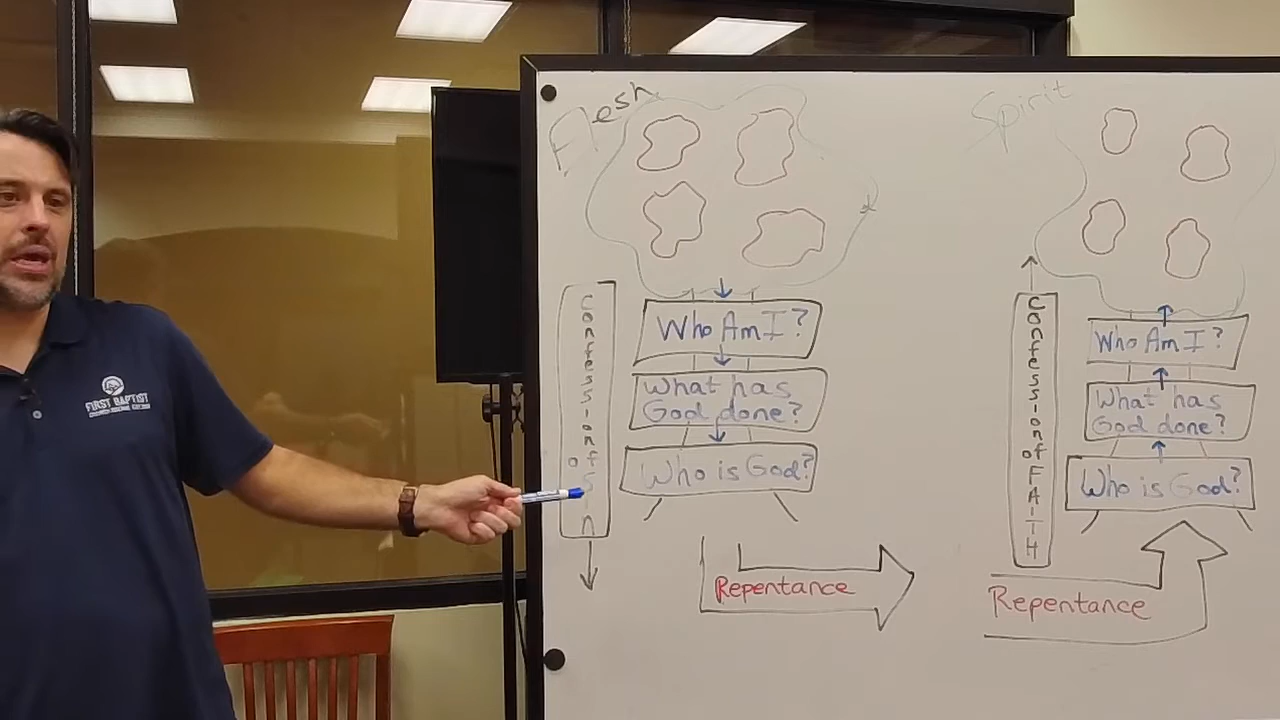 Flesh
Confession of Sin
Who Am I?
What has
God done?
Who is God?
Repentance
Spirit
Confession of FAITH
Who Am I?
What has
God done?
Who is God?
Repentance
FIRST BAPTIST